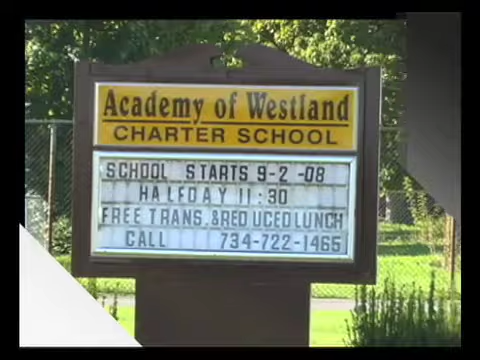 Academy of Westland
CHARTER SCHOOL
SCHOOL STARTS 9-2 -08
HALFDAY 11:30
FREE TRANS. & RED UCED LUNCH
CALL 734-722-1465